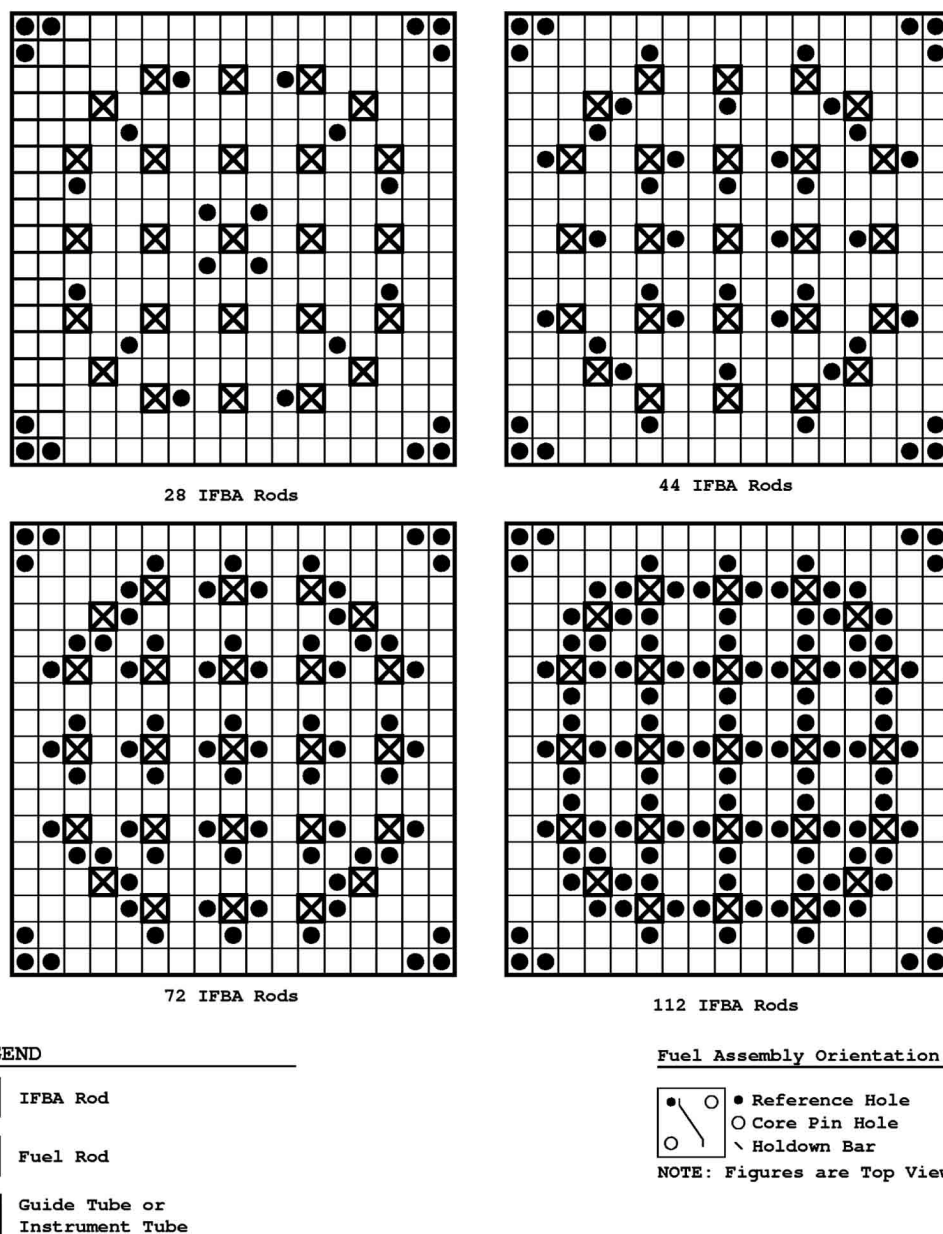 28 IFBA Rods
44 IFBA Rods
72 IFBA Rods
112 IFBA Rods
IFBA Rod
Fuel Rod
Guide Tube or
Instrument Tube
Fuel Assembly Orientation
Reference Hole
Core Pin Hole
Holdown Bar
NOTE: Figures are Top View